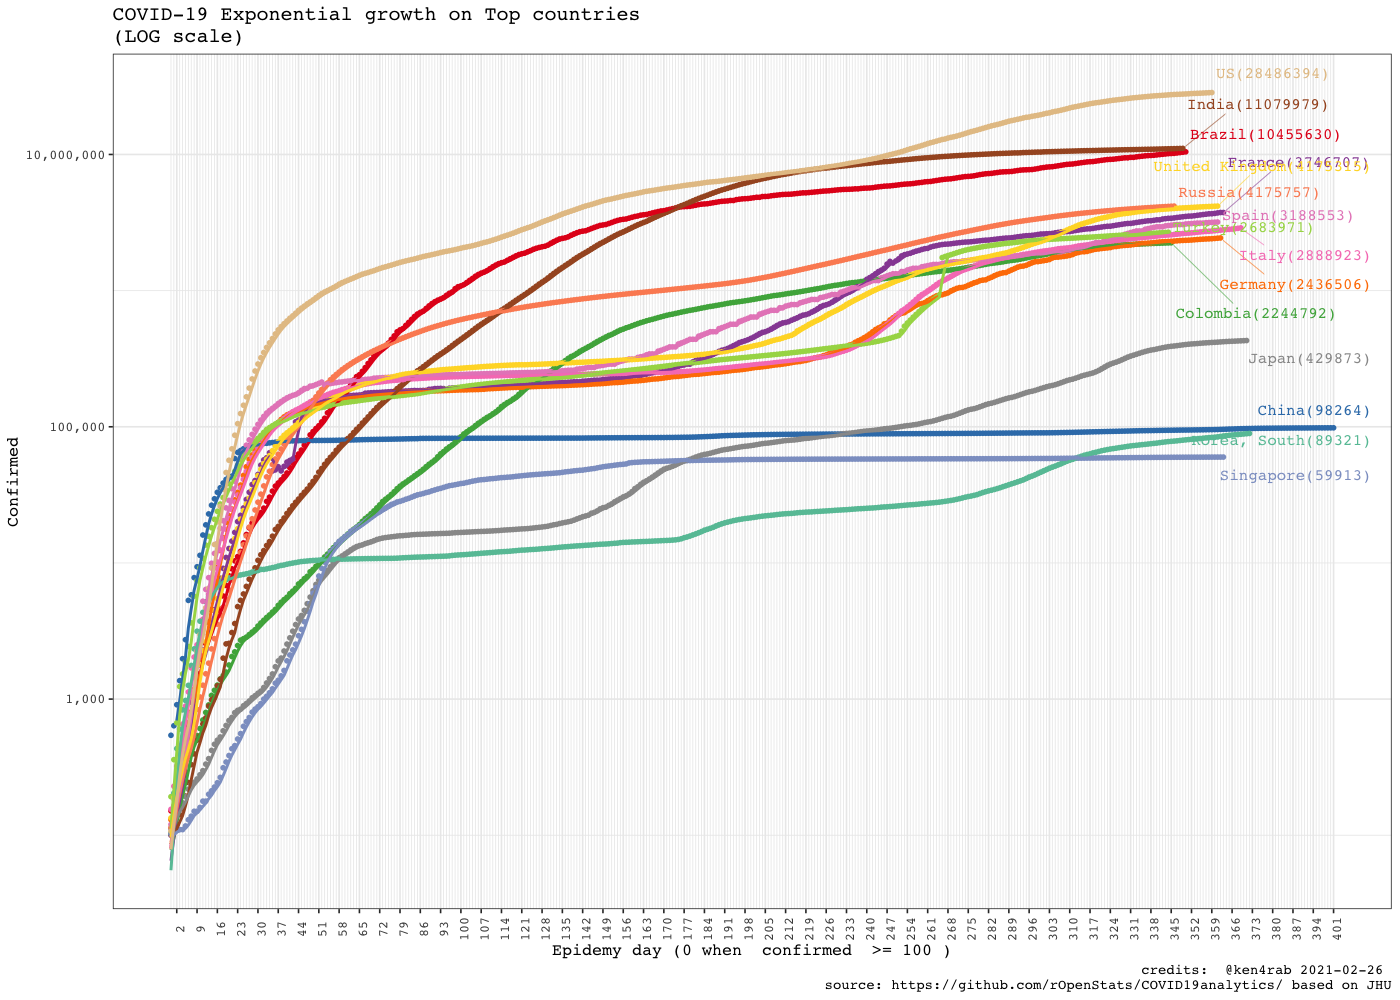 COVID-19 Exponential growth on Top countries
(LOG scale)
US(28486394)
India(11079979)
10,000,000
Brazil(10455630)
France(3746707)
United Kingdom(4175315)
Russia(4175757)
Spain(3188553)
Turkey(2683971)
Italy(2888923)
Germany(2436506)
Colombia(2244792)
Japan(429873)
China(98264)
100,000
Korea, South(89321)
Singapore(59913)
Confirmed
1,000
2 9 16 23 30 37 44 51 58 65 72 79 86 93 100 107 114 121 128 135 142 149 156 163 170 177 184 191 198 205 212 219 226 233 240 247 254 261 268 275 282 289 296 303 310 317 324 331 338 345 352 359 366 373 380 387 394 401
Epidemy day (0 when confirmed >= 100 )
credits: @ken4rab 2021-02-26
source: https://github.com/rOpenStats/COVID19analytics/ based on JHU